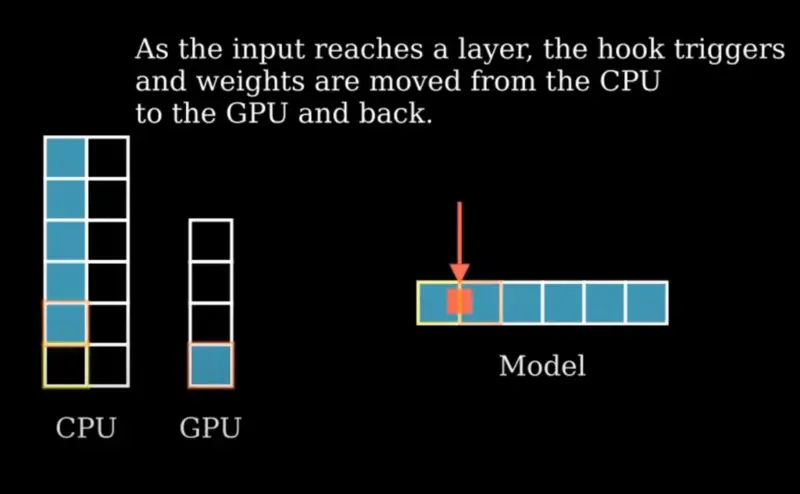 As the input reaches a layer, the hook triggers
and weights are moved from the CPU
to the GPU and back.
Model
CPU
GPU